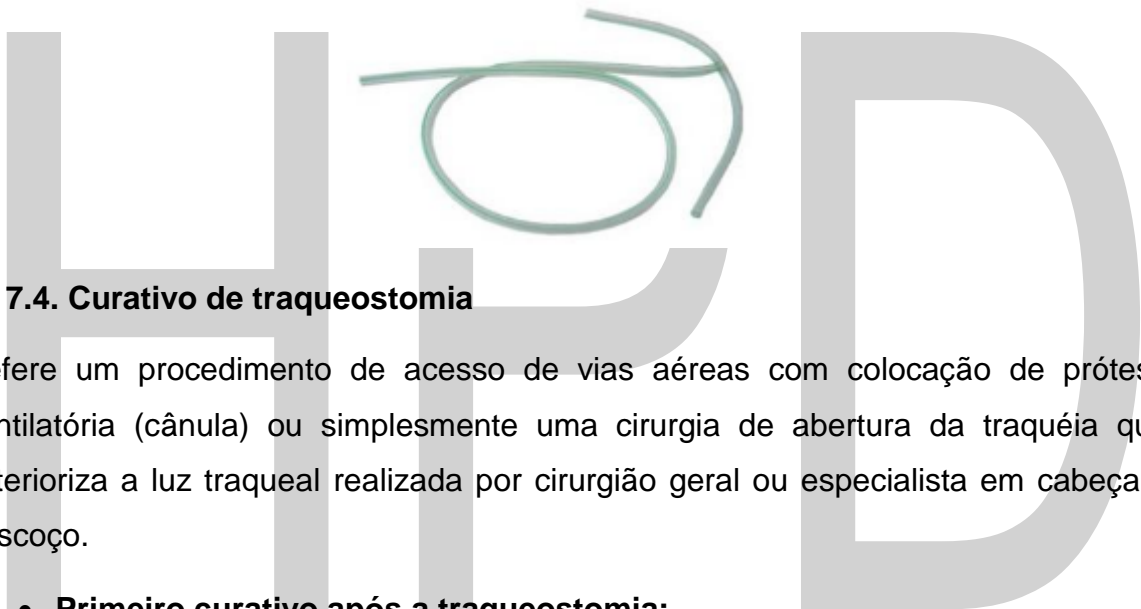 7.4. Curativo de traqueostomia
efere um procedimento de acesso de vias aéreas com colocação de prótes
ntilatória (cânula) ou simplesmente uma cirurgia de abertura da traquéia qu
terioriza a luz traqueal realizada por cirurgião geral ou especialista em cabeça
scoço.
• Primeiro curativo após a traqueostomia:
HPD